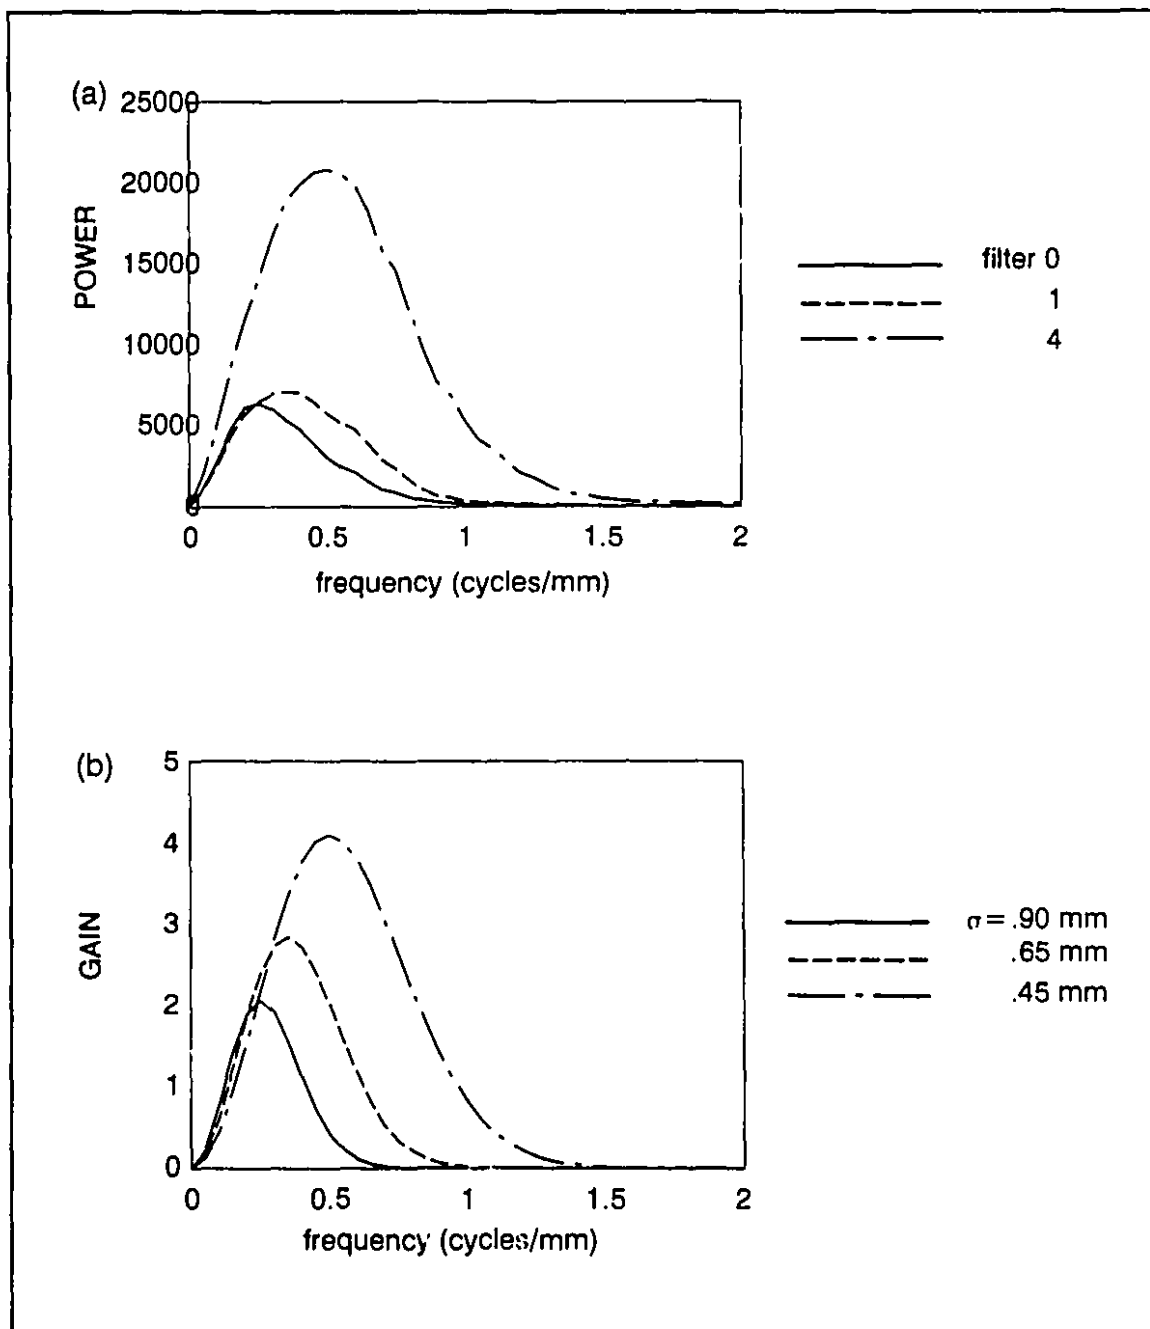 (a)
25000
20000
15000
10000
5000
0
POWER
0 0.5 1 1.5 2
frequency (cycles/mm)
filter 0
1
4
(b)
5
4
3
2
1
0
GAIN
0 0.5 1 1.5 2
frequency (cycles/mm)
σ = .90 mm
.65 mm
.45 mm